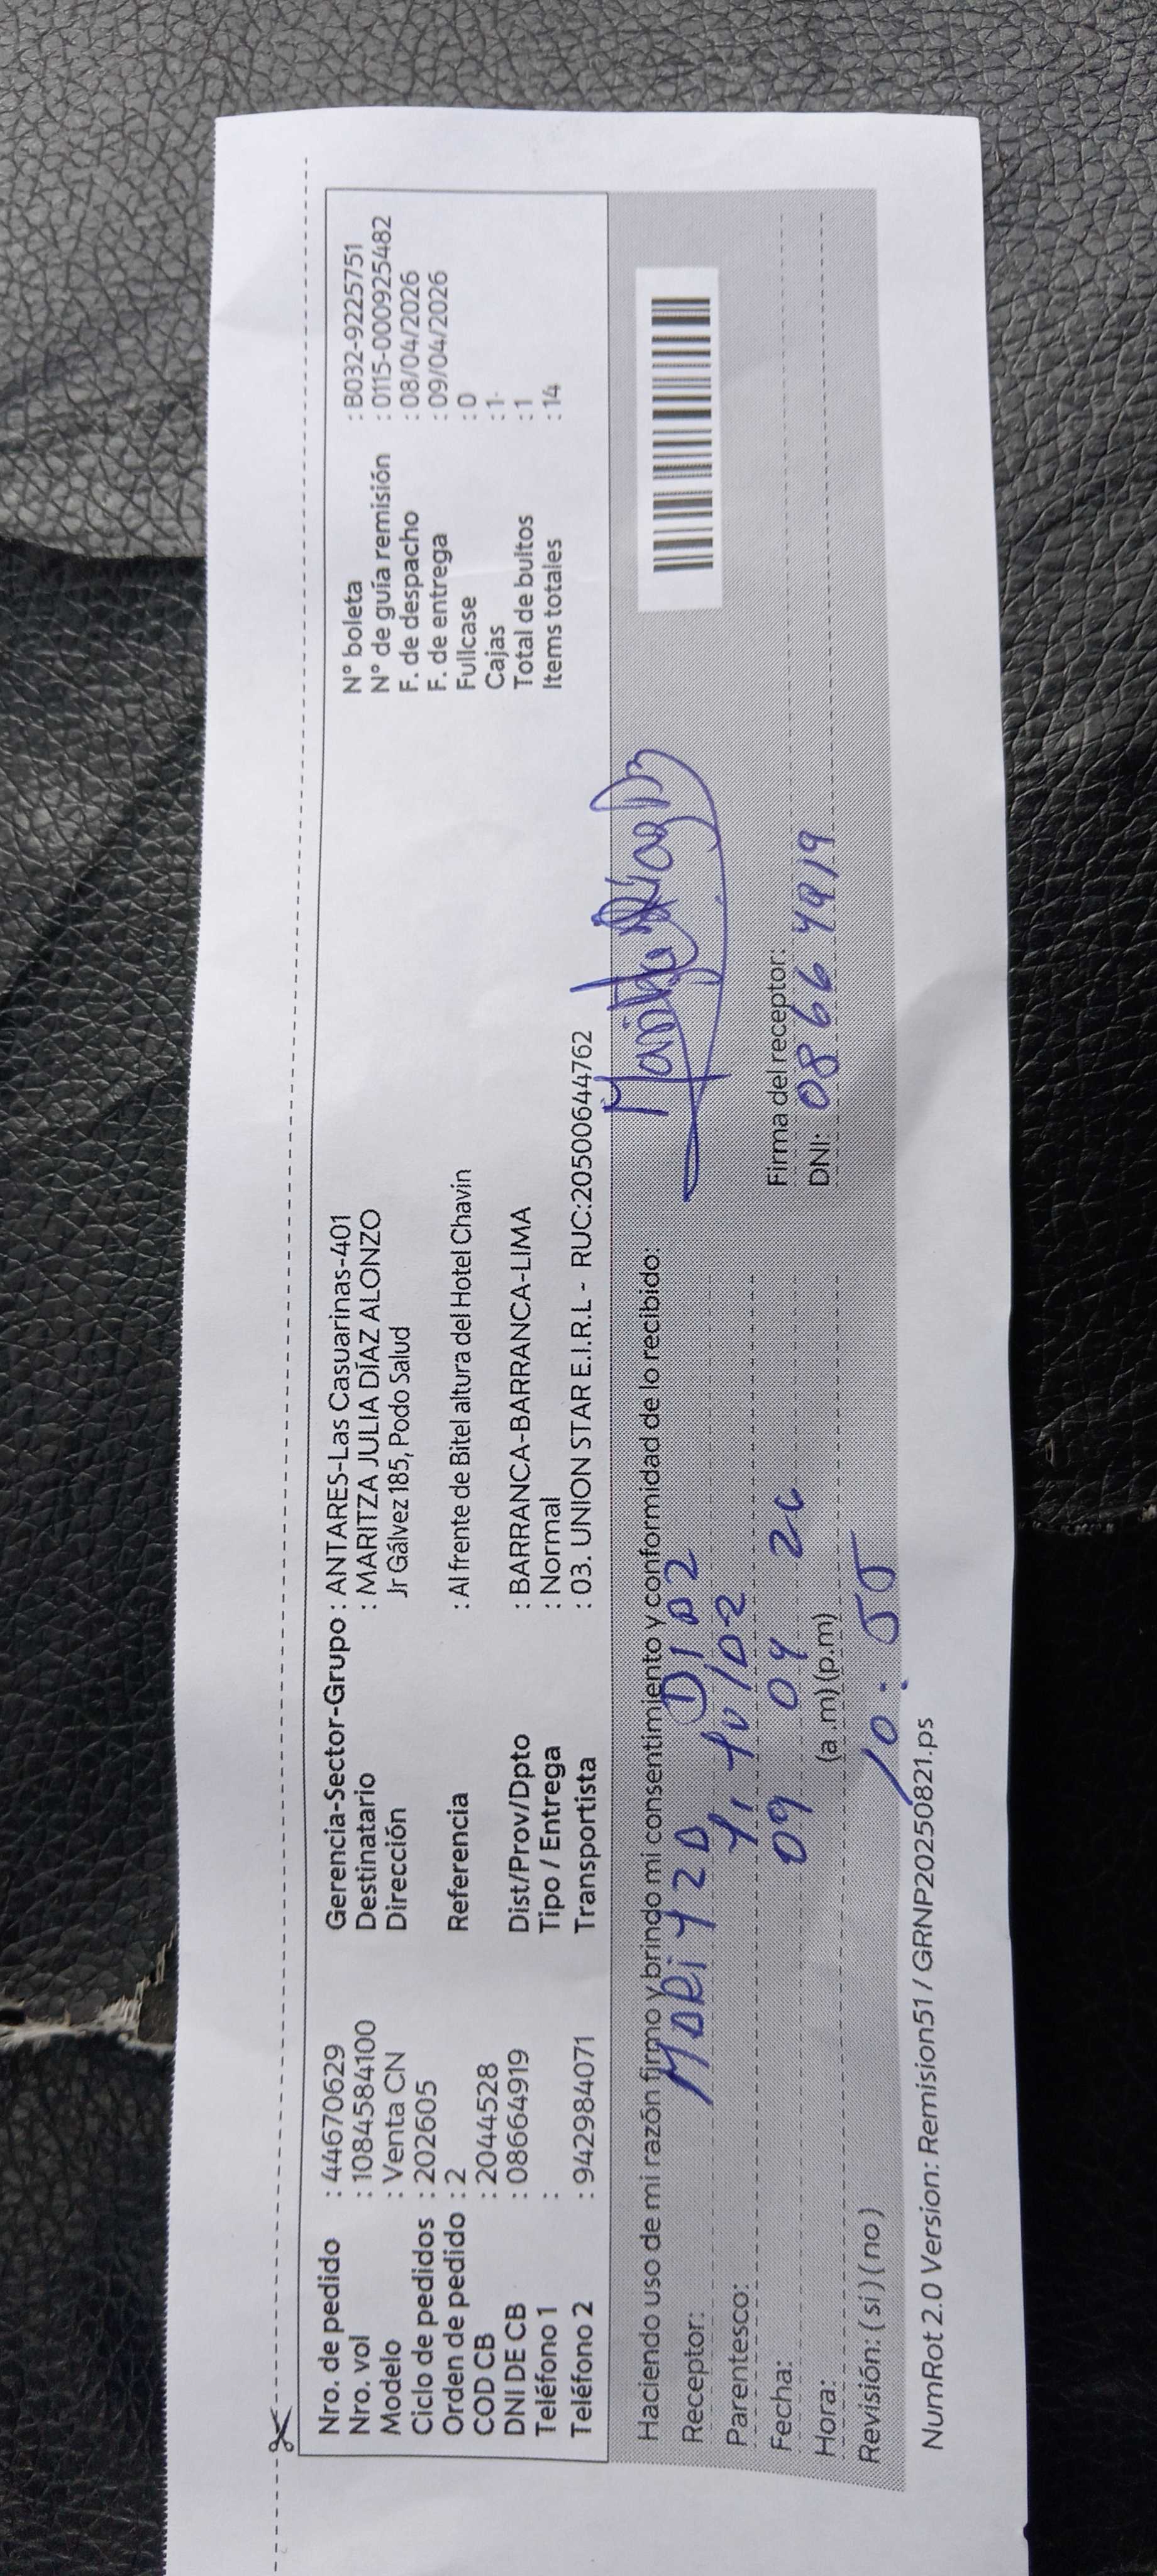 Nro. de pedido : 44670629
Nro. vol : 1084584100
Modelo : Venta CN
Ciclo de pedidos : 202605
Orden de pedido : 2
COD CB : 2044528
DNI DE CB : 08664919
Teléfono 1 :
Teléfono 2 : 942984071
Gerencia-Sector-Grupo : ANTARES-Las Casuarinas-401
Destinatario : MARITZA JULIA DÍAZ ALONZO
Dirección Jr Gálvez 185, Podo Salud
Referencia : Al frente de Bitel altura del Hotel Chavin
Dist/Prov/Dpto : BARRANCA-BARRANCA-LIMA
Tipo / Entrega : Normal
Transportista : 03. UNION STAR E.I.R.L - RUC:20500644762
N° boleta : B032-9225751
N° de guía remisión : 0115-000925482
F. de despacho : 08/04/2026
F. de entrega : 09/04/2026
Fullcase : 0
Cajas : 1
Total de bultos : 1
Items totales : 14
Haciendo uso de mi razón firmo y brindo mi consentimiento y conformidad de lo recibido:
Receptor:
Parentesco:
Fecha: 09 04 26
Hora: (a .m) (p.m)
10:55
Revisión: ( si ) ( no )
Firma del receptor:
DNI: 08664919
NumRot 2.0 Version: Remision51 / GRNP20250821.ps